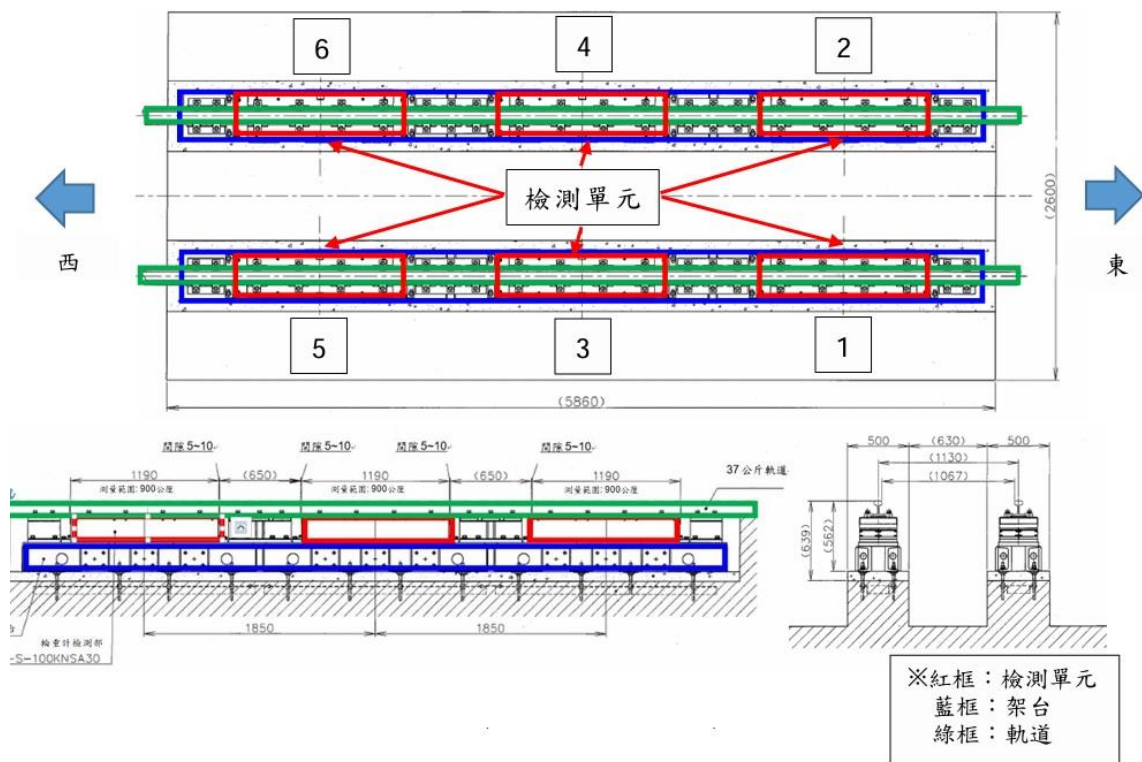 6
4
2
檢測單元
(2600)
西
東
5
3
1
(5860)
間隙 5~10
間隙 5~10
間隙 5~10
間隙 5~10
1190
(650)
1190
(650)
1190
測量範圍: 900公厘
測量範圍: 900公厘
測量範圍: 900公厘
37 公斤軌道
500
(630)
500
(1130)
(1067)
(639)
(562)
1850
1850
輪重計檢測部
-S-100KNSA30
※紅框：檢測單元
藍框：架台
綠框：軌道